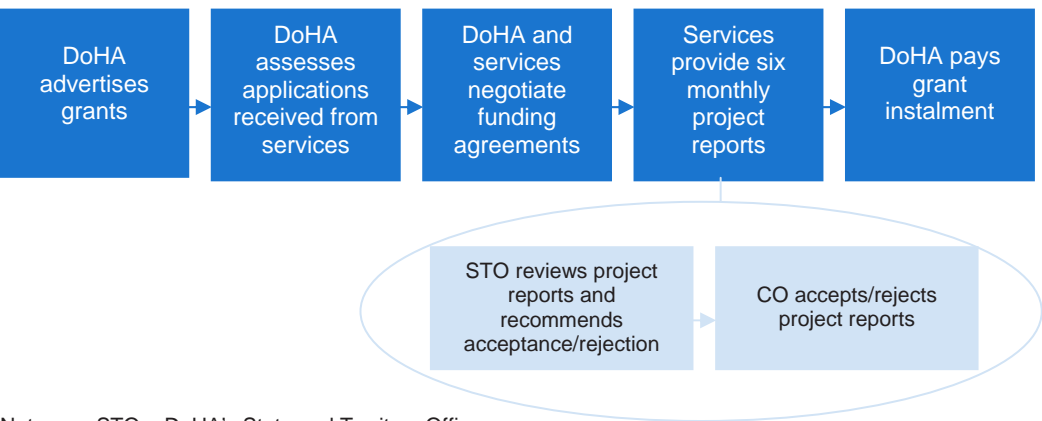 DoHA
advertises
grants
DoHA
assesses
applications
received from
services
DoHA and
services
negotiate
funding
agreements
Services
provide six
monthly
project
reports
DoHA pays
grant
instalment
STO reviews project
reports and
recommends
acceptance/rejection
CO accepts/rejects
project reports